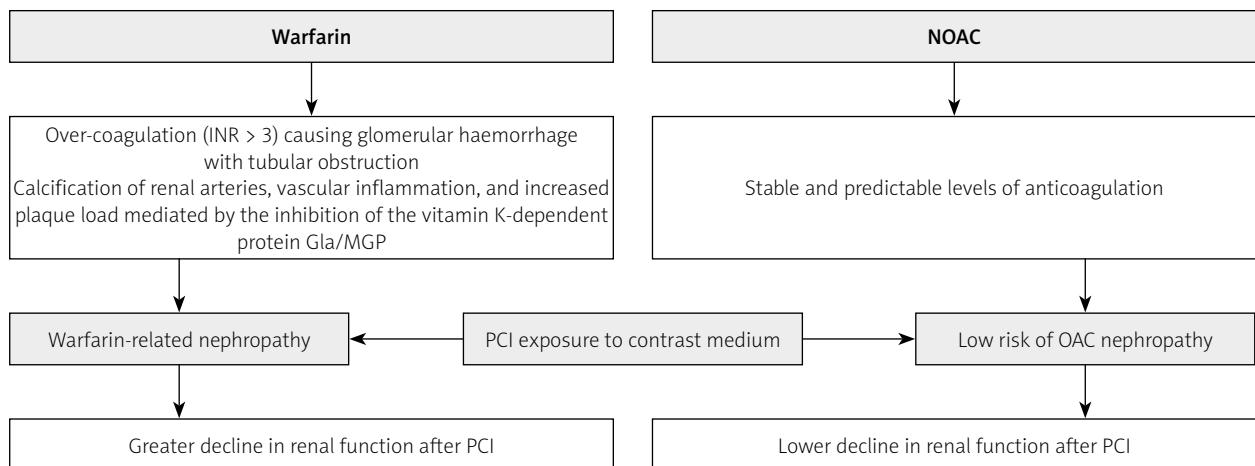 Warfarin
NOAC
Over-coagulation (INR > 3) causing glomerular haemorrhage
with tubular obstruction
Calcification of renal arteries, vascular inflammation, and increased
plaque load mediated by the inhibition of the vitamin K-dependent
protein Gla/MGP
Stable and predictable levels of anticoagulation
Warfarin-related nephropathy
PCI exposure to contrast medium
Low risk of OAC nephropathy
Greater decline in renal function after PCI
Lower decline in renal function after PCI